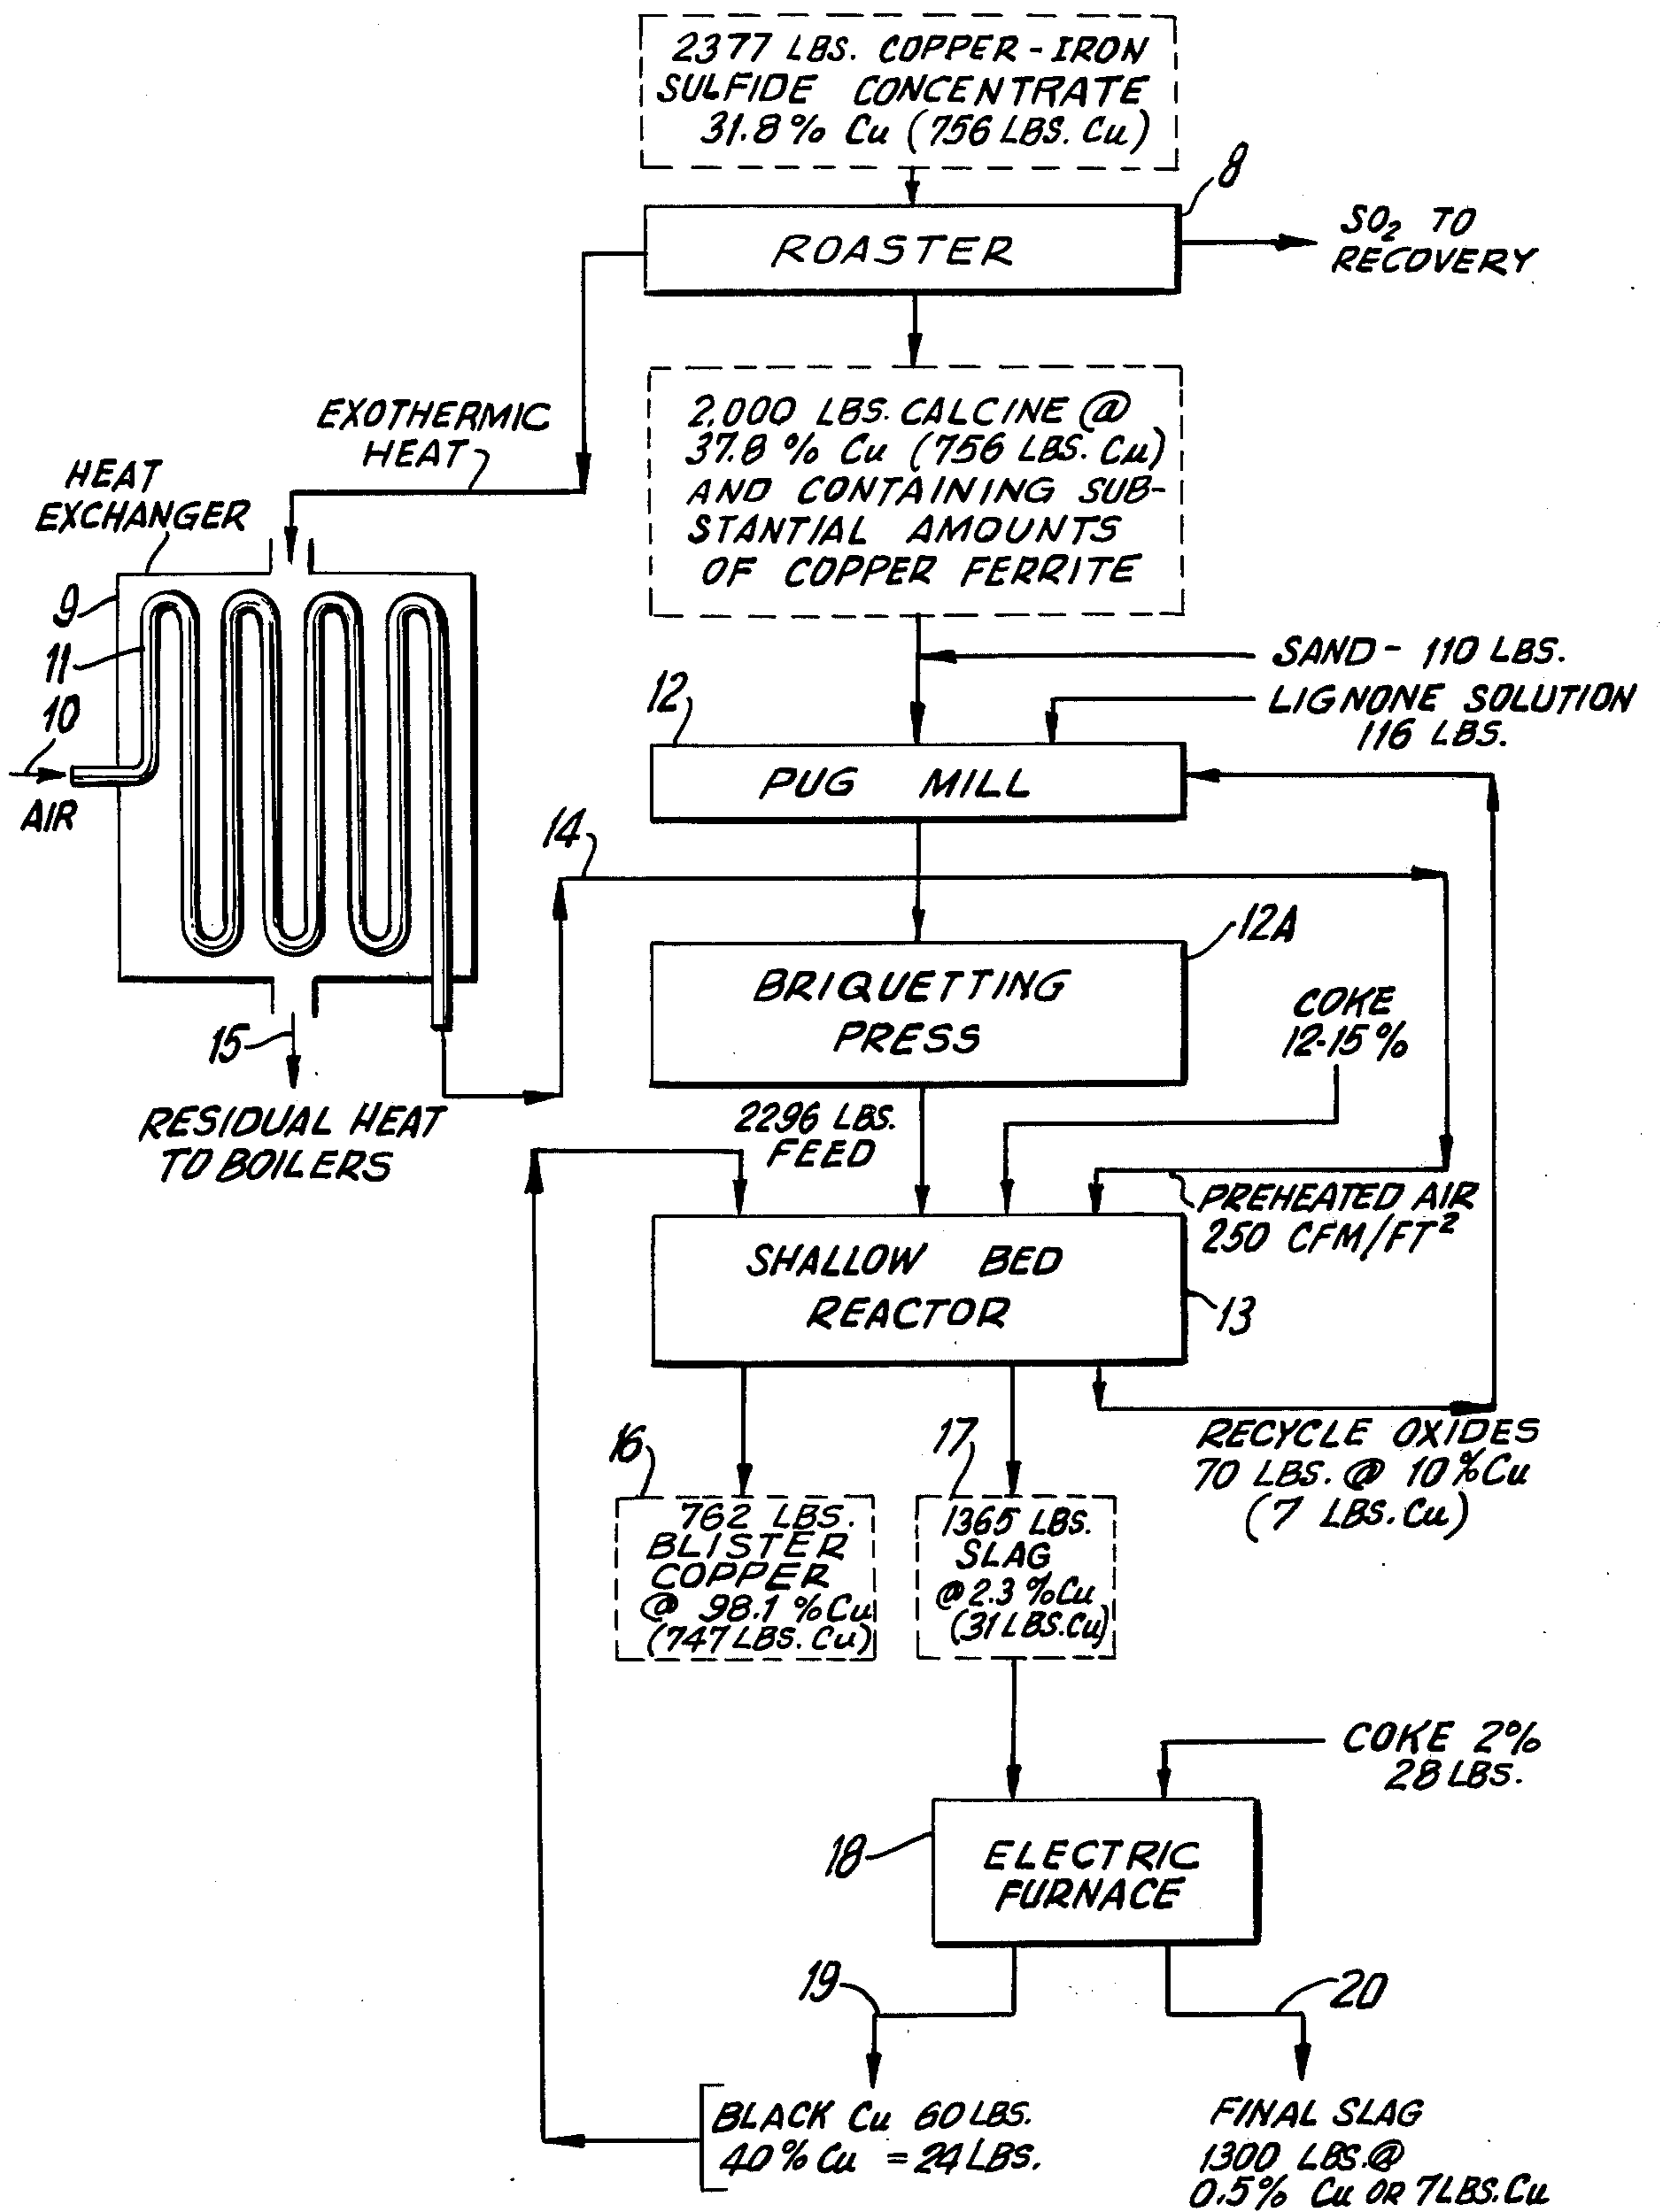 2377 LBS. COPPER-IRON
SULFIDE CONCENTRATE
31.8% Cu (756 LBS. Cu)
8
ROASTER
SO₂ TO
RECOVERY
EXOTHERMIC
HEAT
HEAT
EXCHANGER
2,000 LBS. CALCINE @
37.8 % Cu (756 LBS. Cu)
AND CONTAINING SUB-
STANTIAL AMOUNTS
OF COPPER FERRITE
9
11
10
AIR
SAND- 110 LBS.
LIGNONE SOLUTION
116 LBS.
12
PUG MILL
14
12A
BRIQUETTING
PRESS
COKE
12-15%
15
RESIDUAL HEAT
TO BOILERS
2296 LBS.
FEED
PREHEATED AIR
250 CFM/FT²
SHALLOW BED
REACTOR
13
RECYCLE OXIDES
70 LBS. @ 10%Cu
(7 LBS. Cu)
16
762 LBS.
BLISTER
COPPER
@ 98.1 %Cu
(747 LBS. Cu)
17
1365 LBS.
SLAG
@ 2.3 %Cu
(31 LBS.Cu)
COKE 2%
28 LBS.
18
ELECTRIC
FURNACE
19
20
BLACK Cu 60 LBS.
40% Cu = 24 LBS.
FINAL SLAG
1300 LBS.@
0.5% Cu OR 7 LBS.Cu